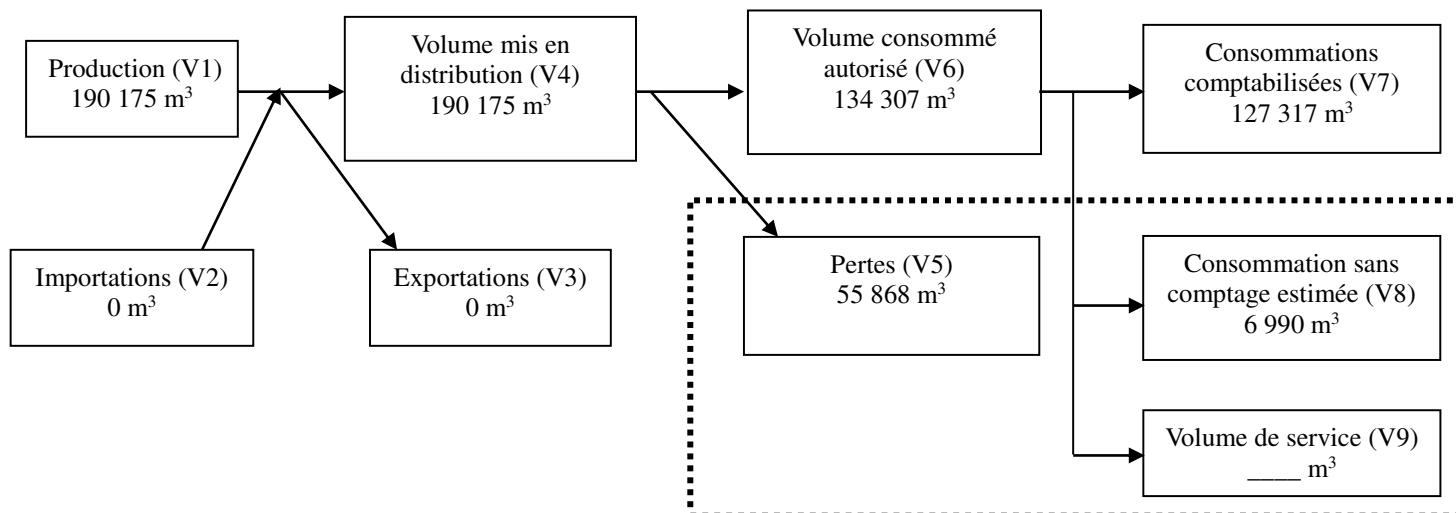 Production (V1)
190 175 m³
Volume mis en
distribution (V4)
190 175 m³
Volume consommé
autorisé (V6)
134 307 m³
Consommations
comptabilisées (V7)
127 317 m³
Importations (V2)
0 m³
Exportations (V3)
0 m³
Pertes (V5)
55 868 m³
Consommation sans
comptage estimée (V8)
6 990 m³
Volume de service (V9)
____ m³